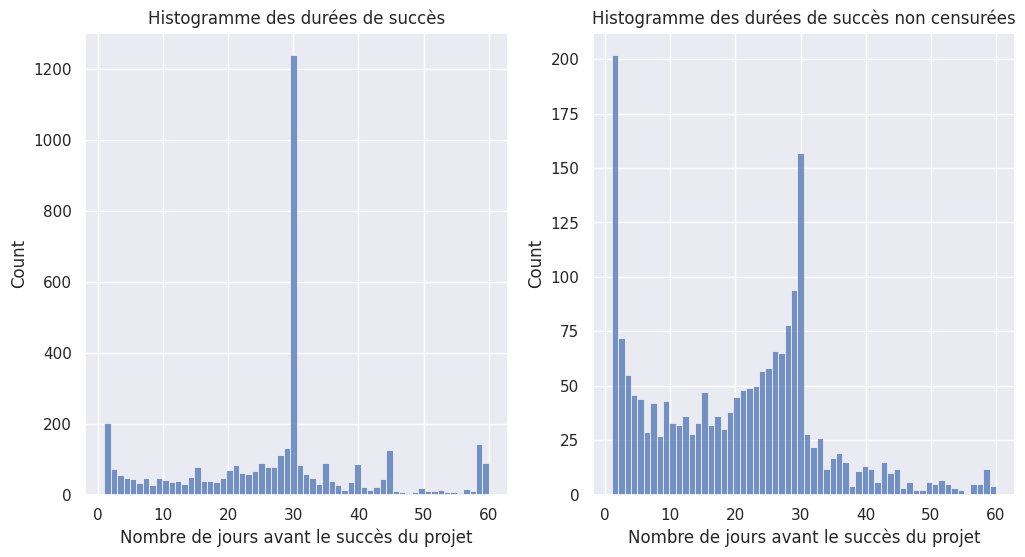 Histogramme des durées de succès
1200
1000
800
600
400
200
0
Count
0 10 20 30 40 50 60
Nombre de jours avant le succès du projet
Histogramme des durées de succès non censurées
200
175
150
125
100
75
50
25
0
Count
0 10 20 30 40 50 60
Nombre de jours avant le succès du projet